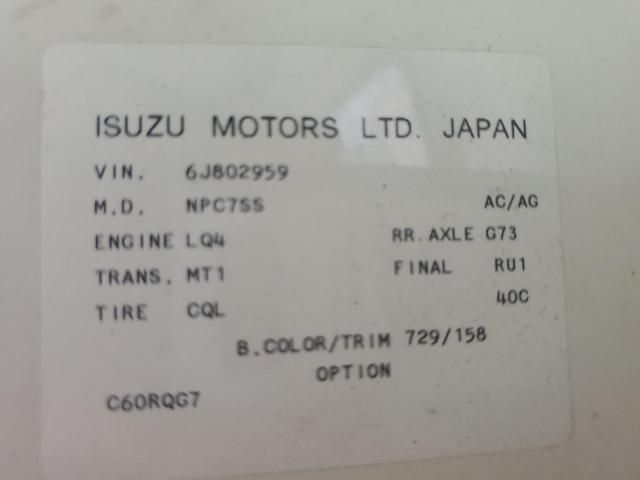 ISUZU MOTORS LTD. JAPAN
VIN. 6J802959
M.D. NPC7SS AC/AG
ENGINE LQ4 RR. AXLE G73
TRANS. MT1 FINAL RU1
TIRE CQL 40C
B.COLOR/TRIM 729/158
OPTION
C60RQG7